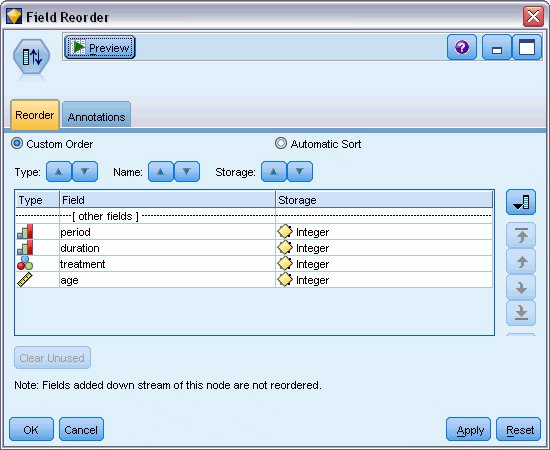 Field Reorder
Preview
Reorder Annotations
Custom Order Automatic Sort
Type: Name: Storage:
Type Field Storage
[ other fields ]
period Integer
duration Integer
treatment Integer
age Integer
Clear Unused
Note: Fields added down stream of this node are not reordered.
OK Cancel Apply Reset